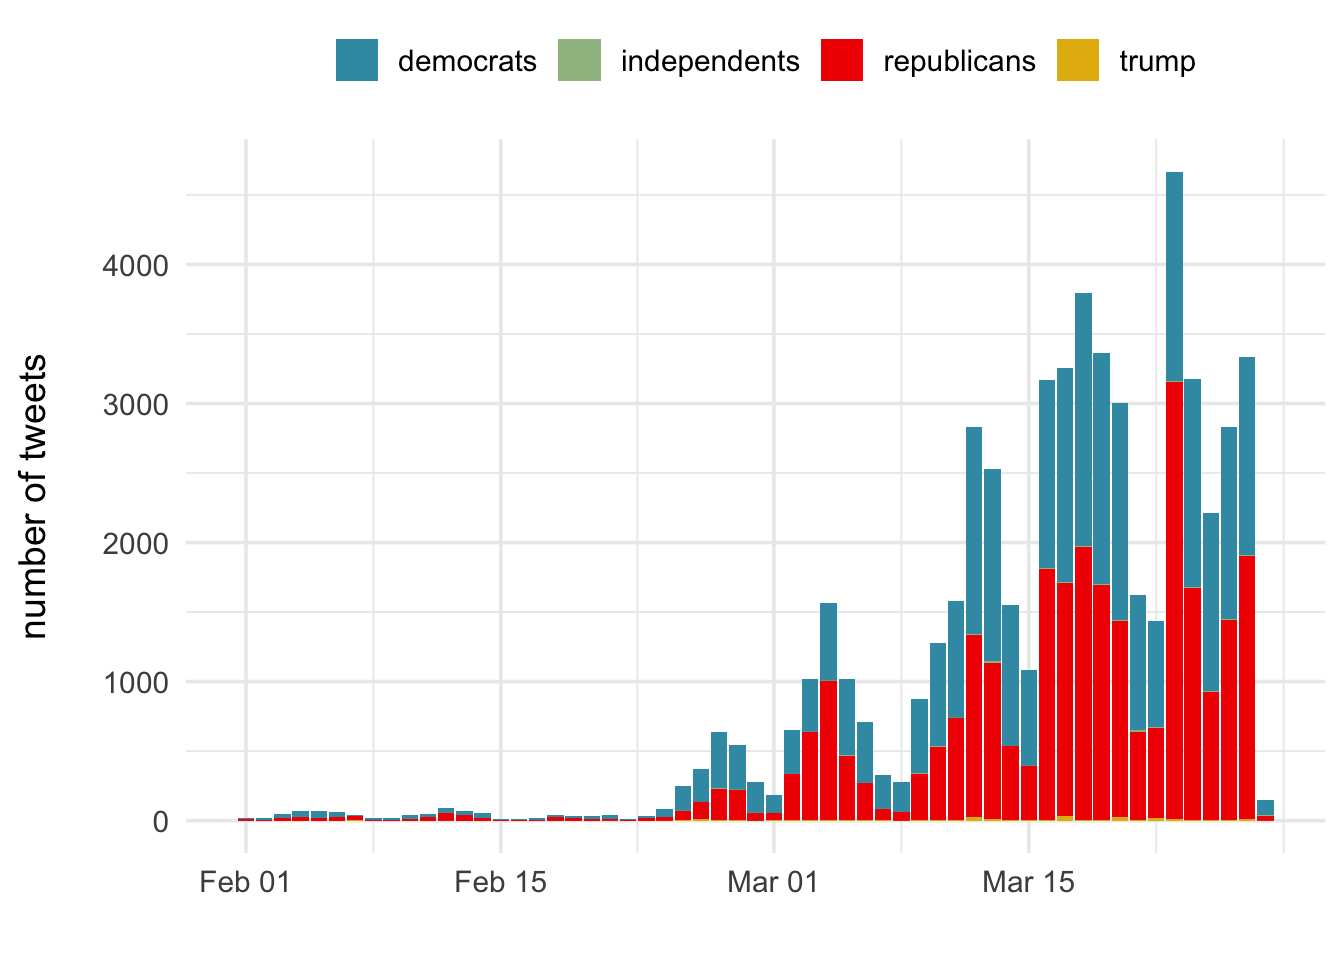 democrats independents republicans trump
4000
3000
2000
1000
0
number of tweets
Feb 01 Feb 15 Mar 01 Mar 15